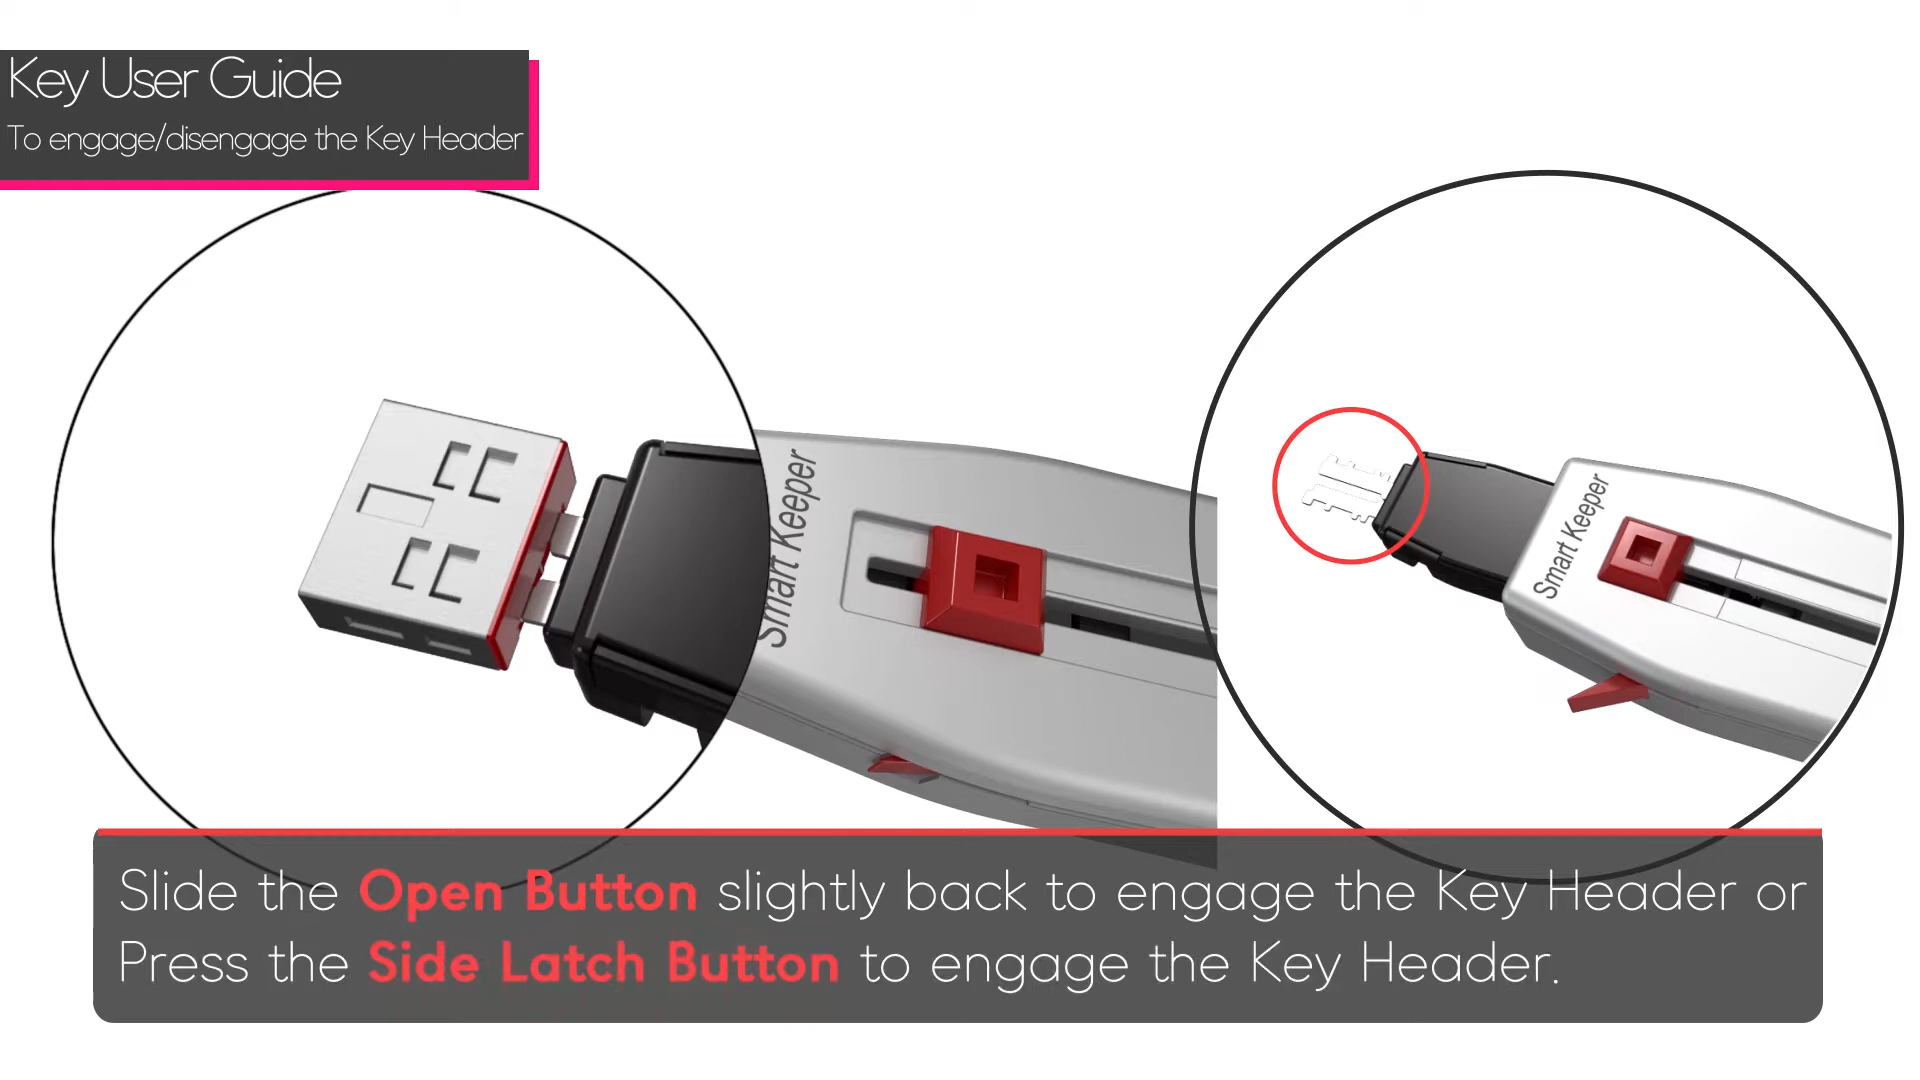 Key User Guide
To engage/disengage the Key Header
Smart Keeper
Smart Keeper
Slide the Open Button slightly back to engage the Key Header or
Press the Side Latch Button to engage the Key Header.